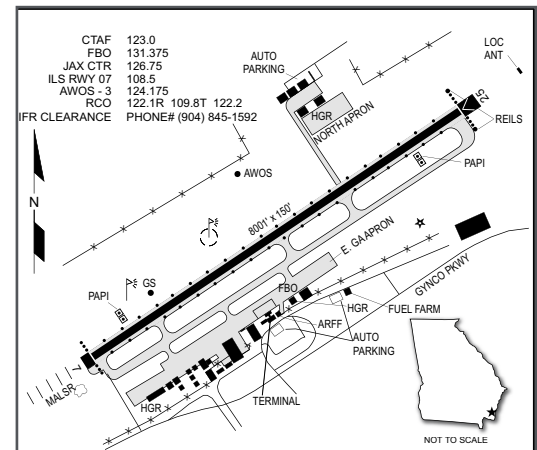 CTAF 123.0
FBO 131.375
JAX CTR 126.75
ILS RWY 07 108.5
AWOS - 3 124.175
RCO 122.1R 109.8T 122.2
IFR CLEARANCE PHONE# (904) 845-1592
AUTO
PARKING
LOC
ANT
HGR
NORTH APRON
25
REILS
PAPI
AWOS
N
8001' x 150'
E. GA APRON
GYNCO PKWY
GS
PAPI
FBO
HGR
FUEL FARM
ARFF
AUTO
PARKING
7
MALSR
HGR
TERMINAL
NOT TO SCALE